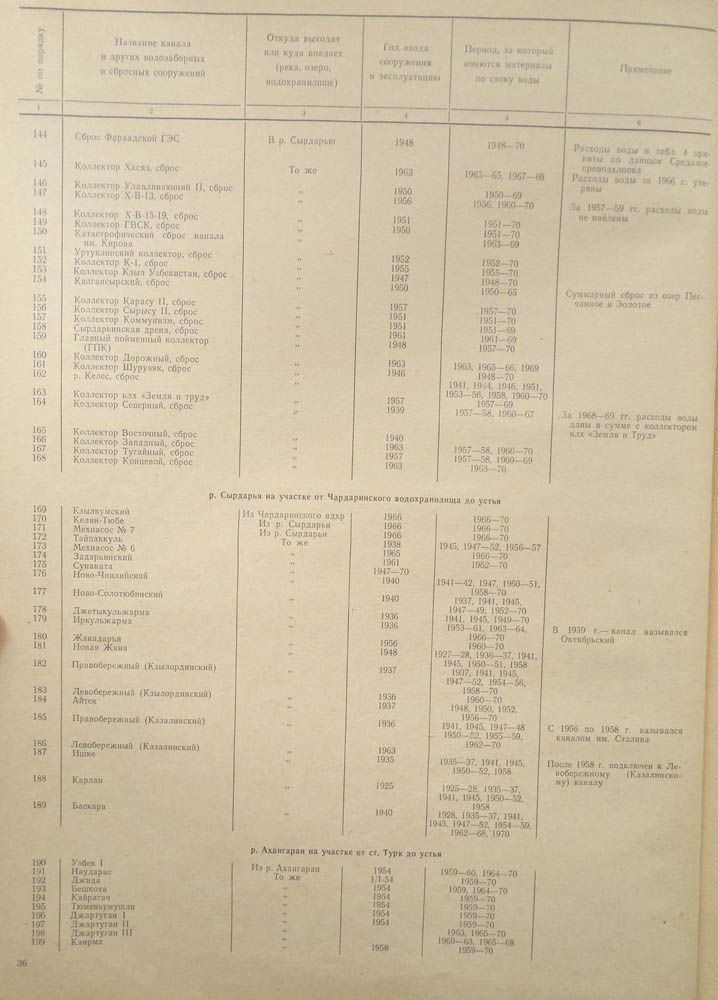 № по порядку | Название канала и других водозаборных и сбросных сооружений | Откуда выходит или куда впадает (река, озеро, водохранилище) | Год ввода сооружения в эксплуатацию | Период, за который имеются материалы по стоку воды | Примечание
1 | 2 | 3 | 4 | 5 | 6
144 Сброс Фархадской ГЭС | В р. Сырдарью | 1948 | 1948—70 | Расходы воды в табл. 4 приняты по данным Средазгипроводхлопка
145 Коллектор Хасяз, сброс | То же | 1963 | 1963—65, 1967—69 | Расходы воды за 1966 г. утеряны
146 Коллектор Улавливающий II, сброс | „ | 1950 | 1950—69
147 Коллектор Х-В-13, сброс | „ | 1956 | 1956, 1960—70 | За 1957—59 гг. расходы воды не найдены
148 Коллектор Х-В-15-19, сброс | „ | 1951 | 1951—70
149 Коллектор ГВСК, сброс | „ | 1950 | 1951—70
150 Катастрофический сброс канала им. Кирова | „ | 1963—69
151 Уртуклинский коллектор, сброс | „ | 1952 | 1952—70
152 Коллектор К-1, сброс | „ | 1955 | 1955—70
153 Коллектор Кзыл Узбекистан, сброс | „ | 1947 | 1948—70
154 Калгансырский, сброс | „ | 1950 | 1950—65 | Суммарный сброс из озер Песчанное и Золотое
155 Коллектор Карасу II, сброс | „ | 1957 | 1957—70
156 Коллектор Сырысу II, сброс | „ | 1951 | 1951—70
157 Коллектор Коммунизм, сброс | „ | 1951 | 1951—69
158 Сырдарьинская дрена, сброс | „ | 1961 | 1961—69
159 Главный пойменный коллектор (ГПК) | „ | 1948 | 1957—70
160 Коллектор Дорожный, сброс | „ | 1963 | 1963, 1965—66, 1969
161 Коллектор Шурузяк, сброс | „ | 1946 | 1948—70
162 р. Келес, сброс | „ | 1941, 1944, 1946, 1951, 1953—56, 1958, 1960—70
163 Коллектор клх «Земля и труд» | „ | 1957 | 1957—69
164 Коллектор Северный, сброс | „ | 1939 | 1957—58, 1960—67 | За 1968—69 гг. расходы воды даны в сумме с коллектором клх «Земля и Труд»
165 Коллектор Восточный, сброс | „ | 1940
166 Коллектор Западный, сброс | „ | 1963 | 1957—58, 1960—70
167 Коллектор Тугайный, сброс | „ | 1957 | 1957—58, 1960—69
168 Коллектор Концевой, сброс | „ | 1963 | 1963—70
р. Сырдарья на участке от Чардаринского водохранилища до устья
169 Кзылкумский | Из Чардаринского вдхр | 1966 | 1966—70
170 Келин-Тюбе | Из р. Сырдарьи | 1966 | 1966—70
171 Мехнасос № 7 | Из р. Сырдарьи | 1966 | 1966—70
172 Тайпаккуль | То же | 1938 | 1945, 1947—52, 1956—57
173 Мехнасос № 6 | „ | 1965 | 1966—70
174 Задарьинский | „ | 1961 | 1962—70
175 Сунаката | „ | 1947—70
176 Ново-Чиилийский | „ | 1940 | 1941—42, 1947, 1950—51, 1958—70
177 Ново-Солотюбинский | „ | 1940 | 1937, 1941, 1945, 1947—49, 1952—70
178 Джетыкульжарма | „ | 1936 | 1941, 1945, 1949—70
179 Иркульжарма | „ | 1936 | 1953—61, 1963—64, 1966—70 | В 1939 г.— канал назывался Октябрьский
180 Жанадарья | „ | 1956 | 1960—70
181 Новая Жана | „ | 1948 | 1927—28, 1936—37, 1941, 1945, 1950—51, 1958
182 Правобережный (Кзылординский) | „ | 1937 | 1937, 1941, 1945, 1947—52, 1954—56, 1958—70
183 Левобережный (Кзылординский) | „ | 1936 | 1960—70
184 Айтек | „ | 1937 | 1948, 1950, 1952, 1956—70
185 Правобережный (Казалинский) | „ | 1936 | 1941, 1945, 1947—48, 1950—52, 1955—59, 1962—70 | С 1956 по 1958 г. назывался каналом им. Сталина
186 Левобережный (Казалинский) | „ | 1963
187 Ишке | „ | 1935 | 1935—37, 1941, 1945, 1950—52, 1958 | После 1958 г. подключен к Левобережному (Казалинскому) каналу
188 Карлан | „ | 1925 | 1925—28, 1935—37, 1941, 1945, 1950—52, 1958
189 Баскара | „ | 1940 | 1928, 1935—37, 1941, 1945, 1947—52, 1954—59, 1962—68, 1970
р. Ахангаран на участке от ст. Турк до устья
190 Узбек I | Из р. Ахангаран | 1954 | 1959—60, 1964—70
191 Наударас | То же | 1/I-54 | 1959—70
192 Джида | „ | 1954 | 1959, 1964—70
193 Бешкота | „ | 1954 | 1959—70
194 Кайрагач | „ | 1954 | 1959—70
195 Тюменьумушли | „ | 1954 | 1959—70
196 Джартуган I | „ | 1954 | 1959—70
197 Джартуган II | „ | 1963, 1965—70
198 Джартуган III | „ | 1960—63, 1965—68
199 Каирма | „ | 1958 | 1959—70
36